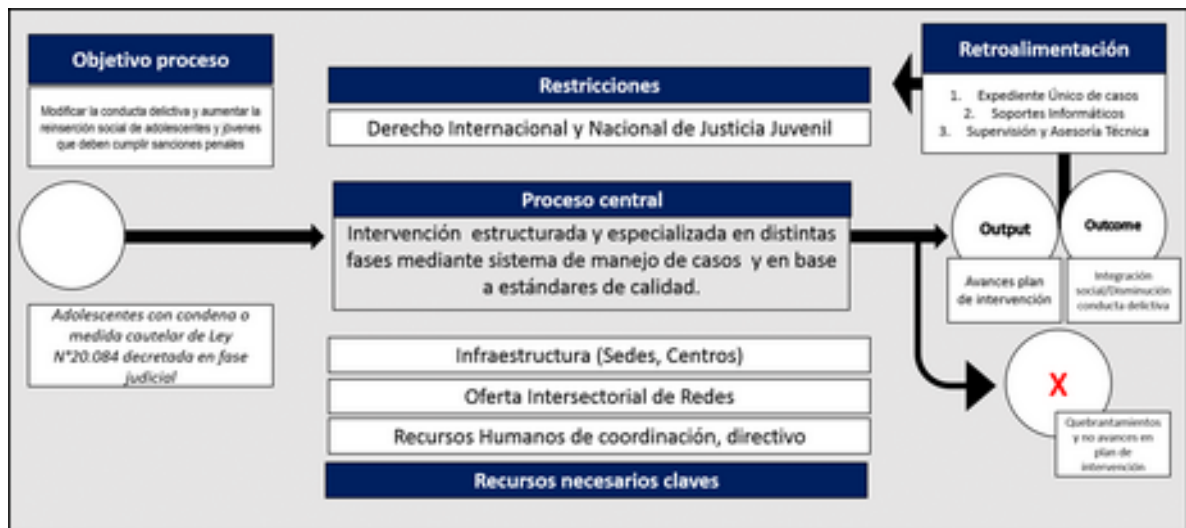 Objetivo proceso
Modificar la conducta delictiva y aumentar la
reinserción social de adolescentes y jóvenes
que deben cumplir sanciones penales
Restricciones
Derecho Internacional y Nacional de Justicia Juvenil
Retroalimentación
1. Expediente Único de casos
2. Soportes Informáticos
3. Supervisión y Asesoría Técnica
Adolescentes con condena o
medida cautelar de Ley
N°20.084 decretada en fase
judicial
Proceso central
Intervención estructurada y especializada en distintas
fases mediante sistema de manejo de casos y en base
a estándares de calidad.
Output
Avances plan
de intervención
Outcome
Integración
social/Disminución
conducta delictiva
X
Quebrantamientos
y no avances en
plan de
intervención
Infraestructura (Sedes, Centros)
Oferta Intersectorial de Redes
Recursos Humanos de coordinación, directivo
Recursos necesarios claves